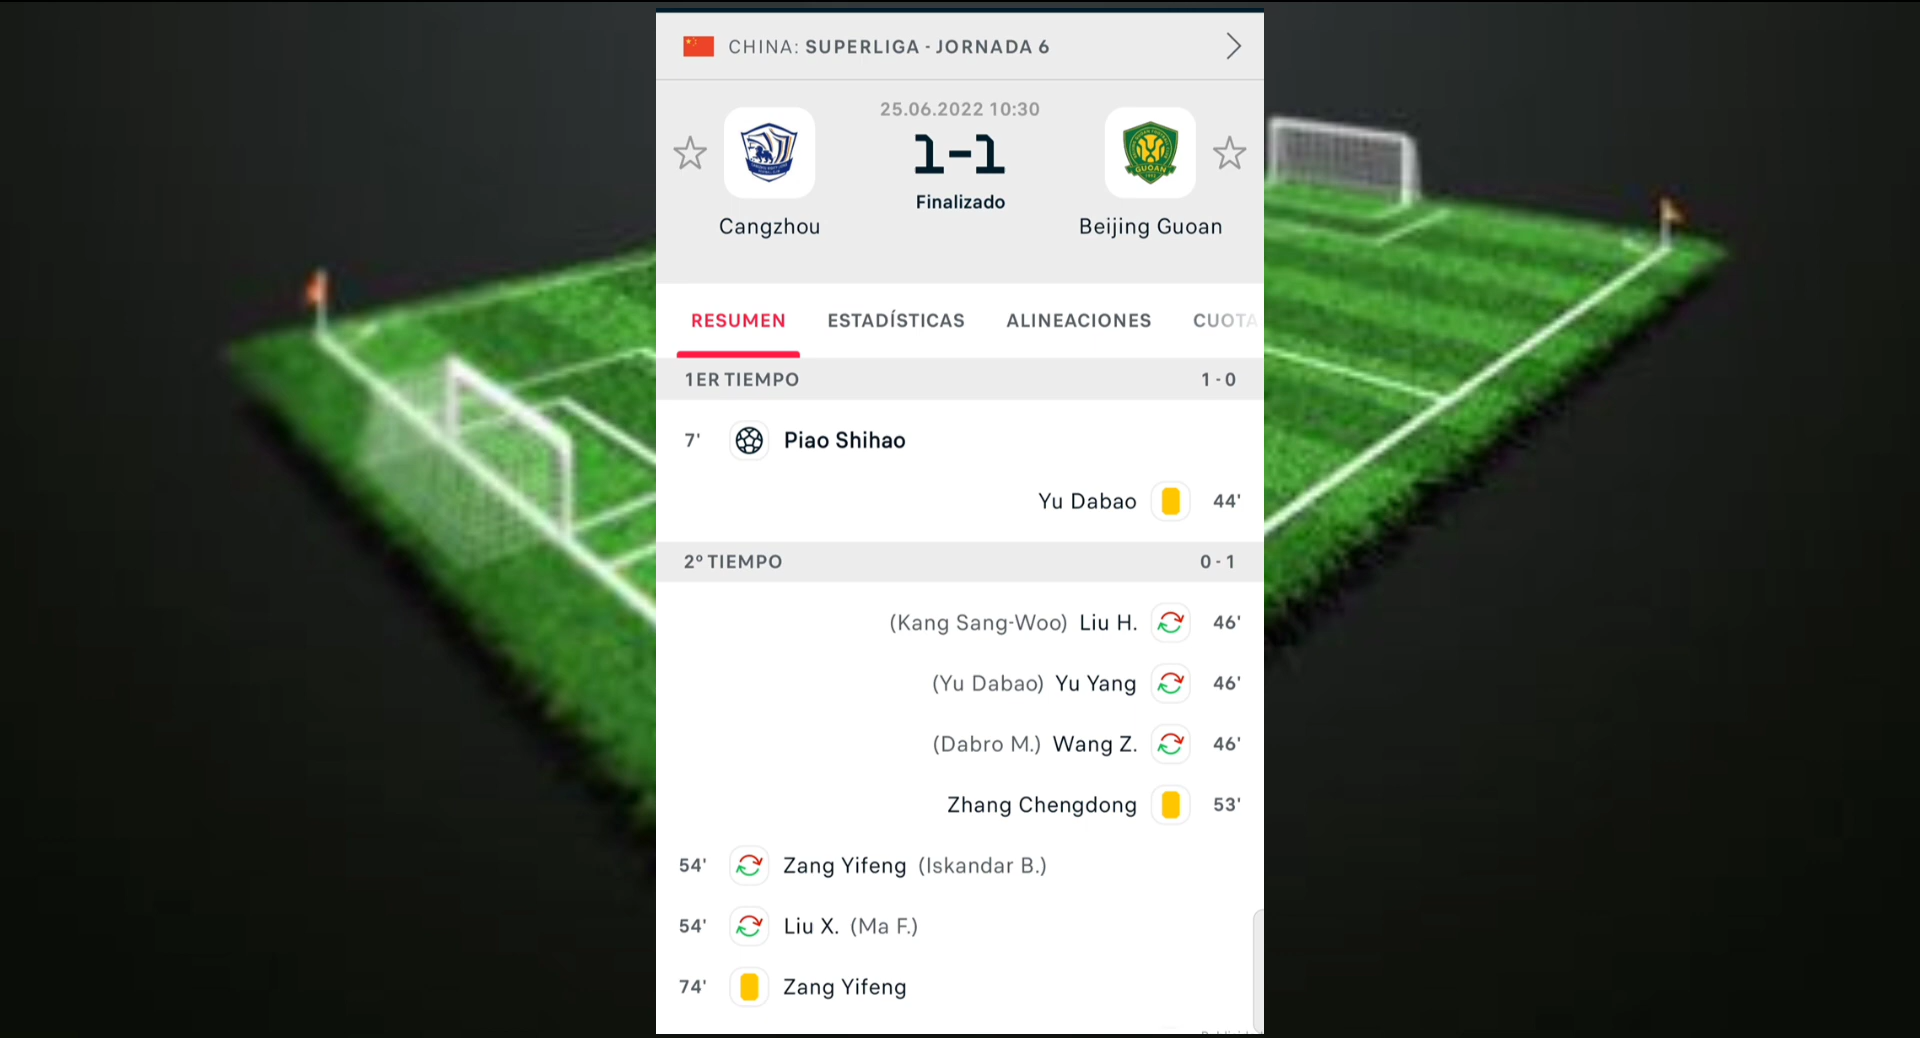 CHINA: SUPERLIGA - JORNADA 6
25.06.2022 10:30
1-1
Finalizado
Cangzhou
GUOAN
Beijing Guoan
RESUMEN ESTADÍSTICAS ALINEACIONES CUOTA
1ER TIEMPO 1 - 0
7' Piao Shihao
Yu Dabao 44'
2º TIEMPO 0 - 1
(Kang Sang-Woo) Liu H. 46'
(Yu Dabao) Yu Yang 46'
(Dabro M.) Wang Z. 46'
Zhang Chengdong 53'
54' Zang Yifeng (Iskandar B.)
54' Liu X. (Ma F.)
74' Zang Yifeng